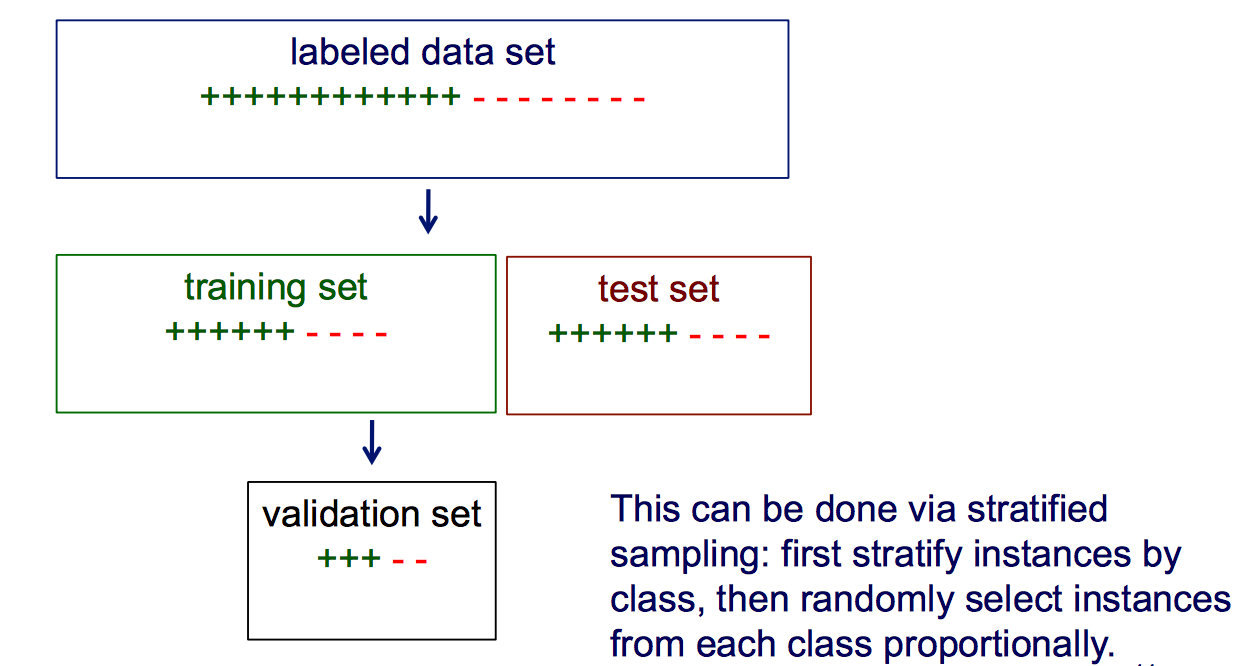 labeled data set
++++++++++++ - - - - - - - -
training set
++++++ - - - -
test set
++++++ - - - -
validation set
+++ - -
This can be done via stratified
sampling: first stratify instances by
class, then randomly select instances
from each class proportionally.